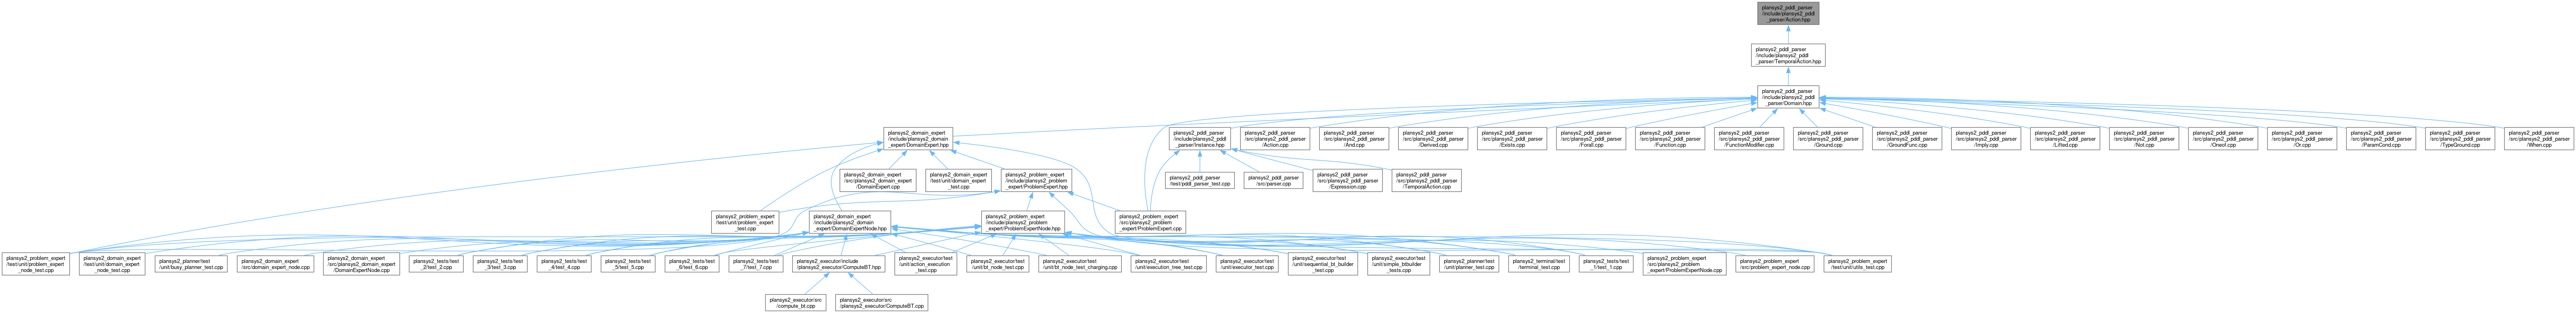 plansys2_pddl_parser
/include/plansys2_pddl
_parser/Action.hpp
plansys2_pddl_parser
/include/plansys2_pddl
_parser/TemporalAction.hpp
plansys2_pddl_parser
/include/plansys2_pddl
_parser/Domain.hpp
plansys2_domain_expert
/include/plansys2_domain
_expert/DomainExpert.hpp
plansys2_pddl_parser
/include/plansys2_pddl
_parser/Instance.hpp
plansys2_pddl_parser
/src/plansys2_pddl_parser
/Action.cpp
plansys2_pddl_parser
/src/plansys2_pddl_parser
/And.cpp
plansys2_pddl_parser
/src/plansys2_pddl_parser
/Derived.cpp
plansys2_pddl_parser
/src/plansys2_pddl_parser
/Exists.cpp
plansys2_pddl_parser
/src/plansys2_pddl_parser
/Forall.cpp
plansys2_pddl_parser
/src/plansys2_pddl_parser
/Function.cpp
plansys2_pddl_parser
/src/plansys2_pddl_parser
/FunctionModifier.cpp
plansys2_pddl_parser
/src/plansys2_pddl_parser
/Ground.cpp
plansys2_pddl_parser
/src/plansys2_pddl_parser
/GroundFunc.cpp
plansys2_pddl_parser
/src/plansys2_pddl_parser
/Imply.cpp
plansys2_pddl_parser
/src/plansys2_pddl_parser
/Lifted.cpp
plansys2_pddl_parser
/src/plansys2_pddl_parser
/Not.cpp
plansys2_pddl_parser
/src/plansys2_pddl_parser
/Oneof.cpp
plansys2_pddl_parser
/src/plansys2_pddl_parser
/Or.cpp
plansys2_pddl_parser
/src/plansys2_pddl_parser
/ParamCond.cpp
plansys2_pddl_parser
/src/plansys2_pddl_parser
/TypeGround.cpp
plansys2_pddl_parser
/src/plansys2_pddl_parser
/When.cpp
plansys2_domain_expert
/src/plansys2_domain_expert
/DomainExpert.cpp
plansys2_domain_expert
/test/unit/domain_expert
_test.cpp
plansys2_problem_expert
/include/plansys2_problem
_expert/ProblemExpert.hpp
plansys2_pddl_parser
/test/pddl_parser_test.cpp
plansys2_pddl_parser
/src/parser.cpp
plansys2_pddl_parser
/src/plansys2_pddl_parser
/Expression.cpp
plansys2_pddl_parser
/src/plansys2_pddl_parser
/TemporalAction.cpp
plansys2_problem_expert
/test/unit/problem_expert
_test.cpp
plansys2_domain_expert
/include/plansys2_domain
_expert/DomainExpertNode.hpp
plansys2_problem_expert
/include/plansys2_problem
_expert/ProblemExpertNode.hpp
plansys2_problem_expert
/src/plansys2_problem
_expert/ProblemExpert.cpp
plansys2_problem_expert
/test/unit/problem_expert
_node_test.cpp
plansys2_domain_expert
/test/unit/domain_expert
_node_test.cpp
plansys2_planner/test
/unit/busy_planner_test.cpp
plansys2_domain_expert
/src/domain_expert_node.cpp
plansys2_domain_expert
/src/plansys2_domain_expert
/DomainExpertNode.cpp
plansys2_tests/test
_2/test_2.cpp
plansys2_tests/test
_3/test_3.cpp
plansys2_tests/test
_4/test_4.cpp
plansys2_tests/test
_5/test_5.cpp
plansys2_tests/test
_6/test_6.cpp
plansys2_tests/test
_7/test_7.cpp
plansys2_executor/include
/plansys2_executor/ComputeBT.hpp
plansys2_executor/test
/unit/action_execution
_test.cpp
plansys2_executor/test
/unit/bt_node_test.cpp
plansys2_executor/test
/unit/bt_node_test_charging.cpp
plansys2_executor/test
/unit/execution_tree_test.cpp
plansys2_executor/test
/unit/executor_test.cpp
plansys2_executor/test
/unit/sequential_bt_builder
_test.cpp
plansys2_executor/test
/unit/simple_btbuilder
_tests.cpp
plansys2_planner/test
/unit/planner_test.cpp
plansys2_terminal/test
/terminal_test.cpp
plansys2_tests/test
_1/test_1.cpp
plansys2_problem_expert
/src/plansys2_problem
_expert/ProblemExpertNode.cpp
plansys2_problem_expert
/src/problem_expert_node.cpp
plansys2_problem_expert
/test/unit/utils_test.cpp
plansys2_executor/src
/compute_bt.cpp
plansys2_executor/src
/plansys2_executor/ComputeBT.cpp